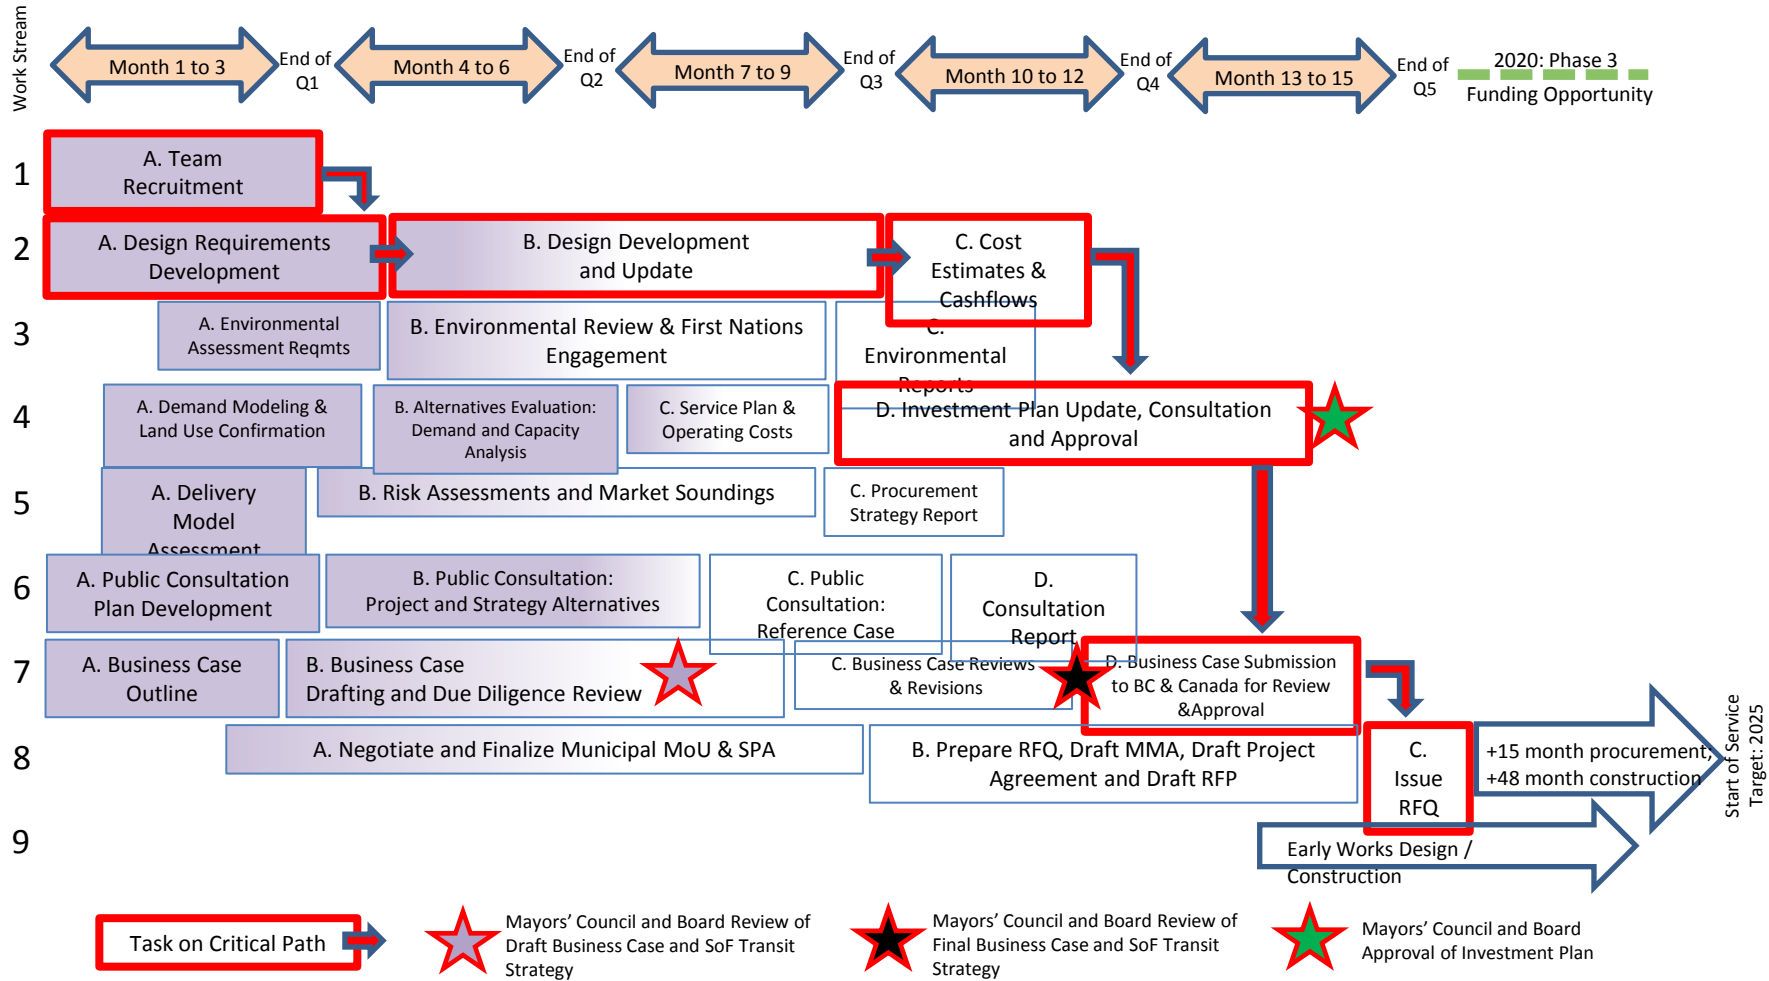 Work Stream
Month 1 to 3
End of
Q1
Month 4 to 6
End of
Q2
Month 7 to 9
End of
Q3
Month 10 to 12
End of
Q4
Month 13 to 15
End of
Q5
2020: Phase 3
Funding Opportunity
1
A. Team
Recruitment
2
A. Design Requirements
Development
B. Design Development
and Update
C. Cost
Estimates &
Cashflows
3
A. Environmental
Assessment Reqmts
B. Environmental Review & First Nations
Engagement
C.
Environmental
Reports
4
A. Demand Modeling &
Land Use Confirmation
B. Alternatives Evaluation:
Demand and Capacity
Analysis
C. Service Plan &
Operating Costs
D. Investment Plan Update, Consultation
and Approval
5
A. Delivery
Model
Assessment
B. Risk Assessments and Market Soundings
C. Procurement
Strategy Report
6
A. Public Consultation
Plan Development
B. Public Consultation:
Project and Strategy Alternatives
C. Public
Consultation:
Reference Case
D.
Consultation
Report
7
A. Business Case
Outline
B. Business Case
Drafting and Due Diligence Review
C. Business Case Reviews
& Revisions
D. Business Case Submission
to BC & Canada for Review
&Approval
8
A. Negotiate and Finalize Municipal MoU & SPA
B. Prepare RFQ, Draft MMA, Draft Project
Agreement and Draft RFP
C.
Issue
RFQ
+15 month procurement;
+48 month construction
Start of Service
Target: 2025
9
Early Works Design /
Construction
Task on Critical Path
Mayors' Council and Board Review of
Draft Business Case and SoF Transit
Strategy
Mayors' Council and Board Review of
Final Business Case and SoF Transit
Strategy
Mayors' Council and Board
Approval of Investment Plan